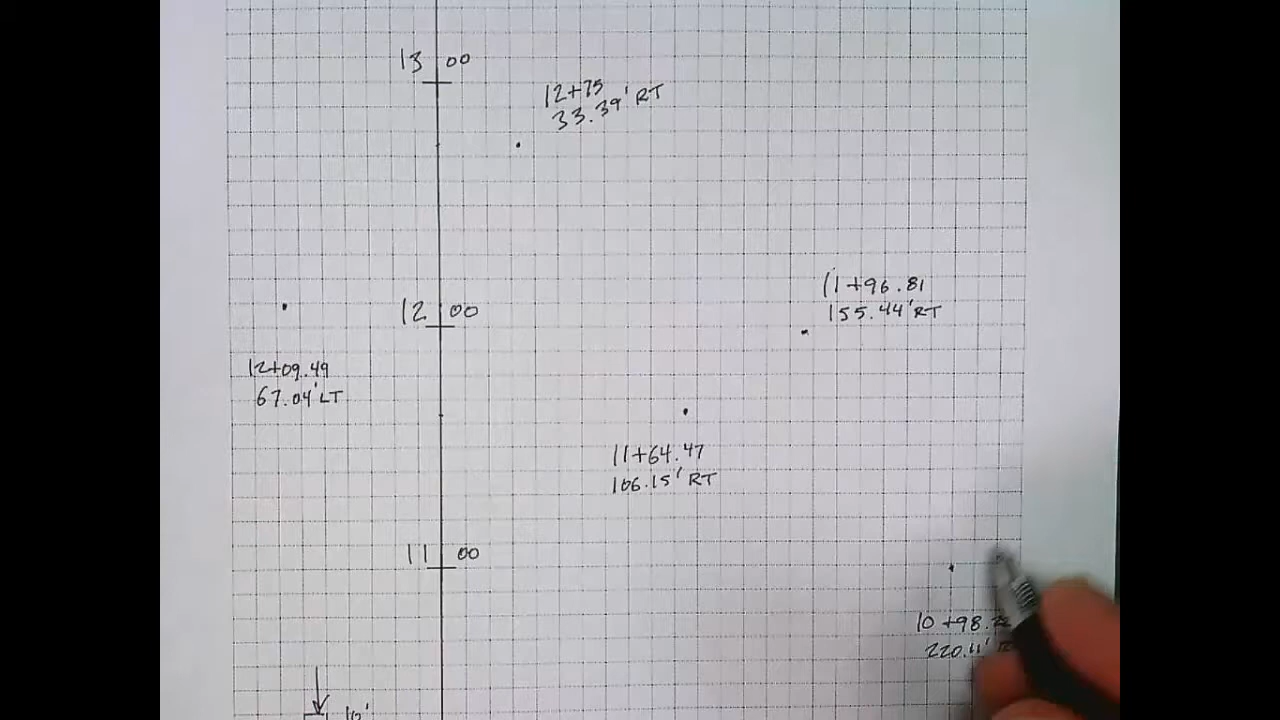 13 00
12+75
33.39' RT
11+96.81
155.44' RT
12 00
12+09.49
67.04' LT
11+64.47
106.15' RT
11 00
10+98.22
220.11'